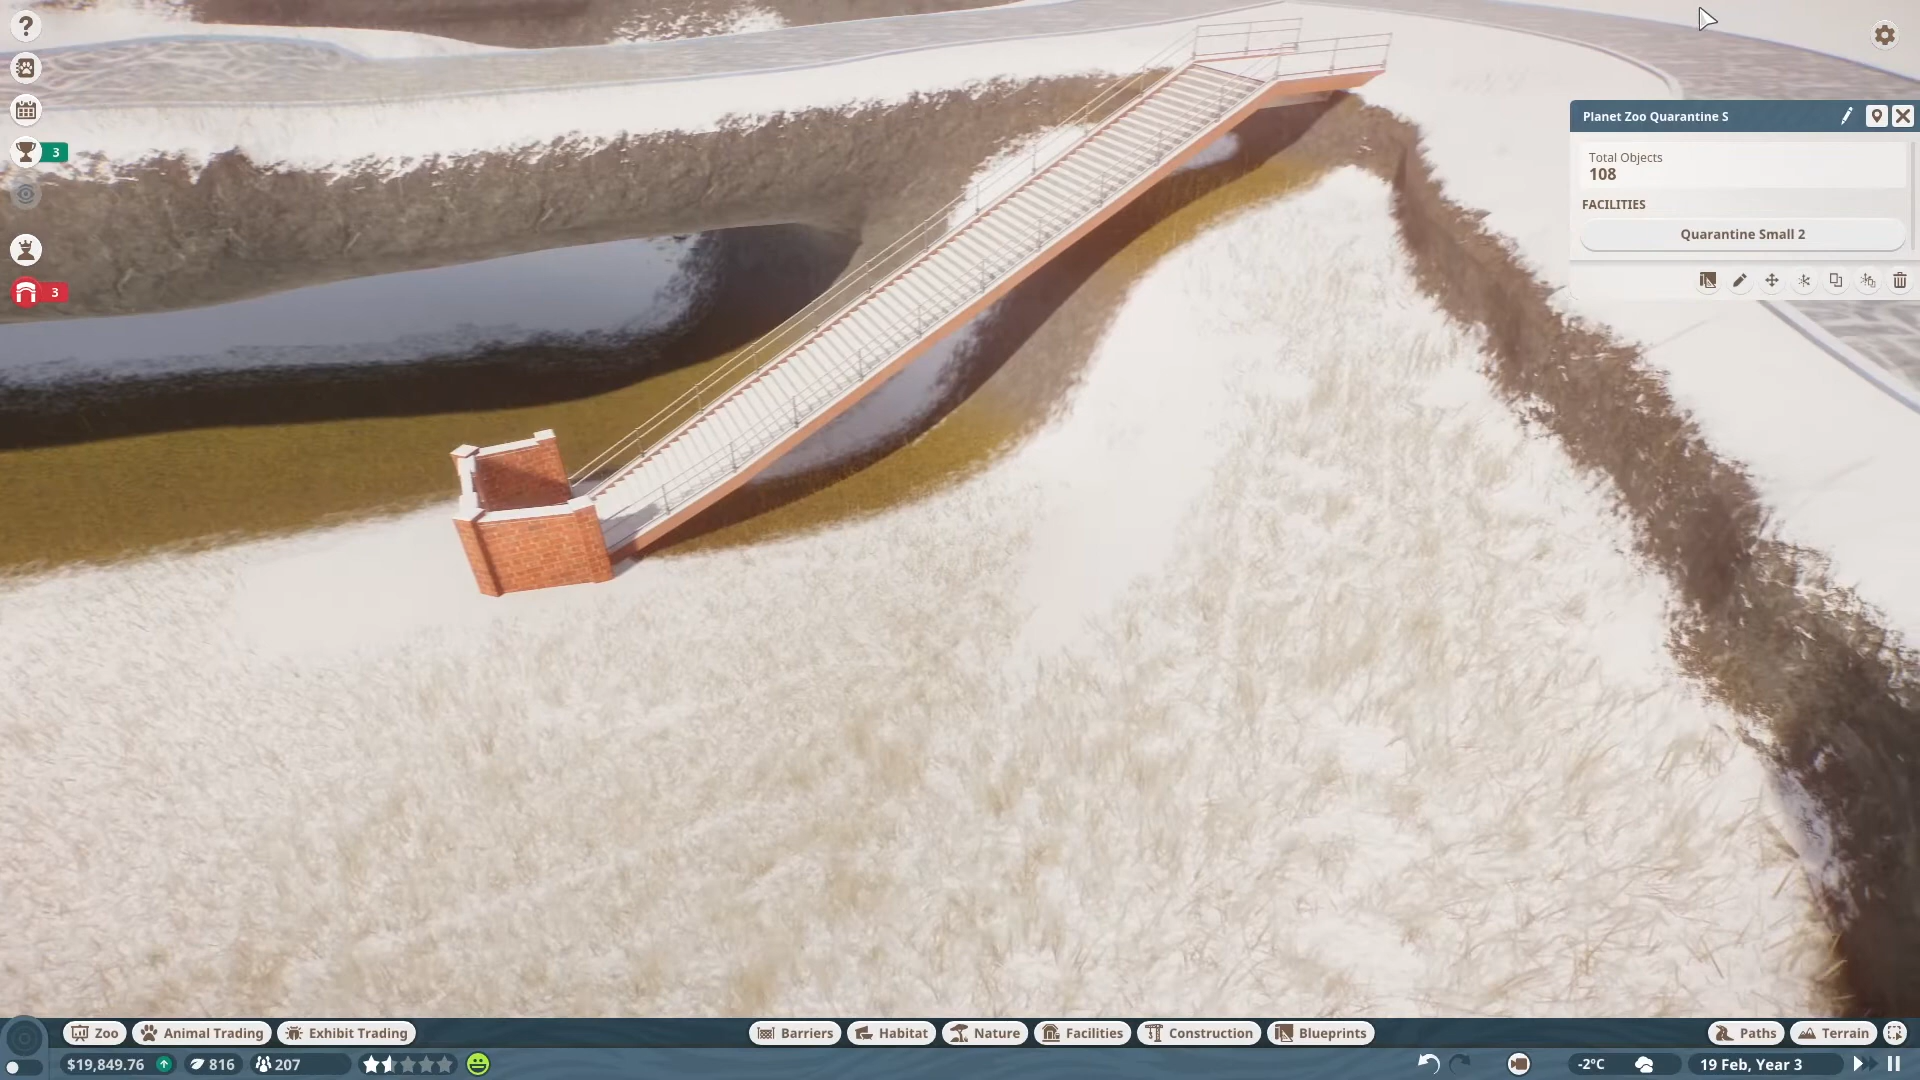 ?
3
3
Planet Zoo Quarantine S
Total Objects
108
FACILITIES
Quarantine Small 2
Zoo
Animal Trading
Exhibit Trading
Barriers
Habitat
Nature
Facilities
Construction
Blueprints
Paths
Terrain
$19,849.76
816
207
-2°C
19 Feb, Year 3